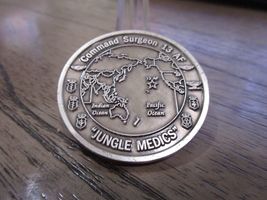 Command Surgeon 13 AF
Indian
Ocean
Pacific
Ocean
"JUNGLE MEDICS"